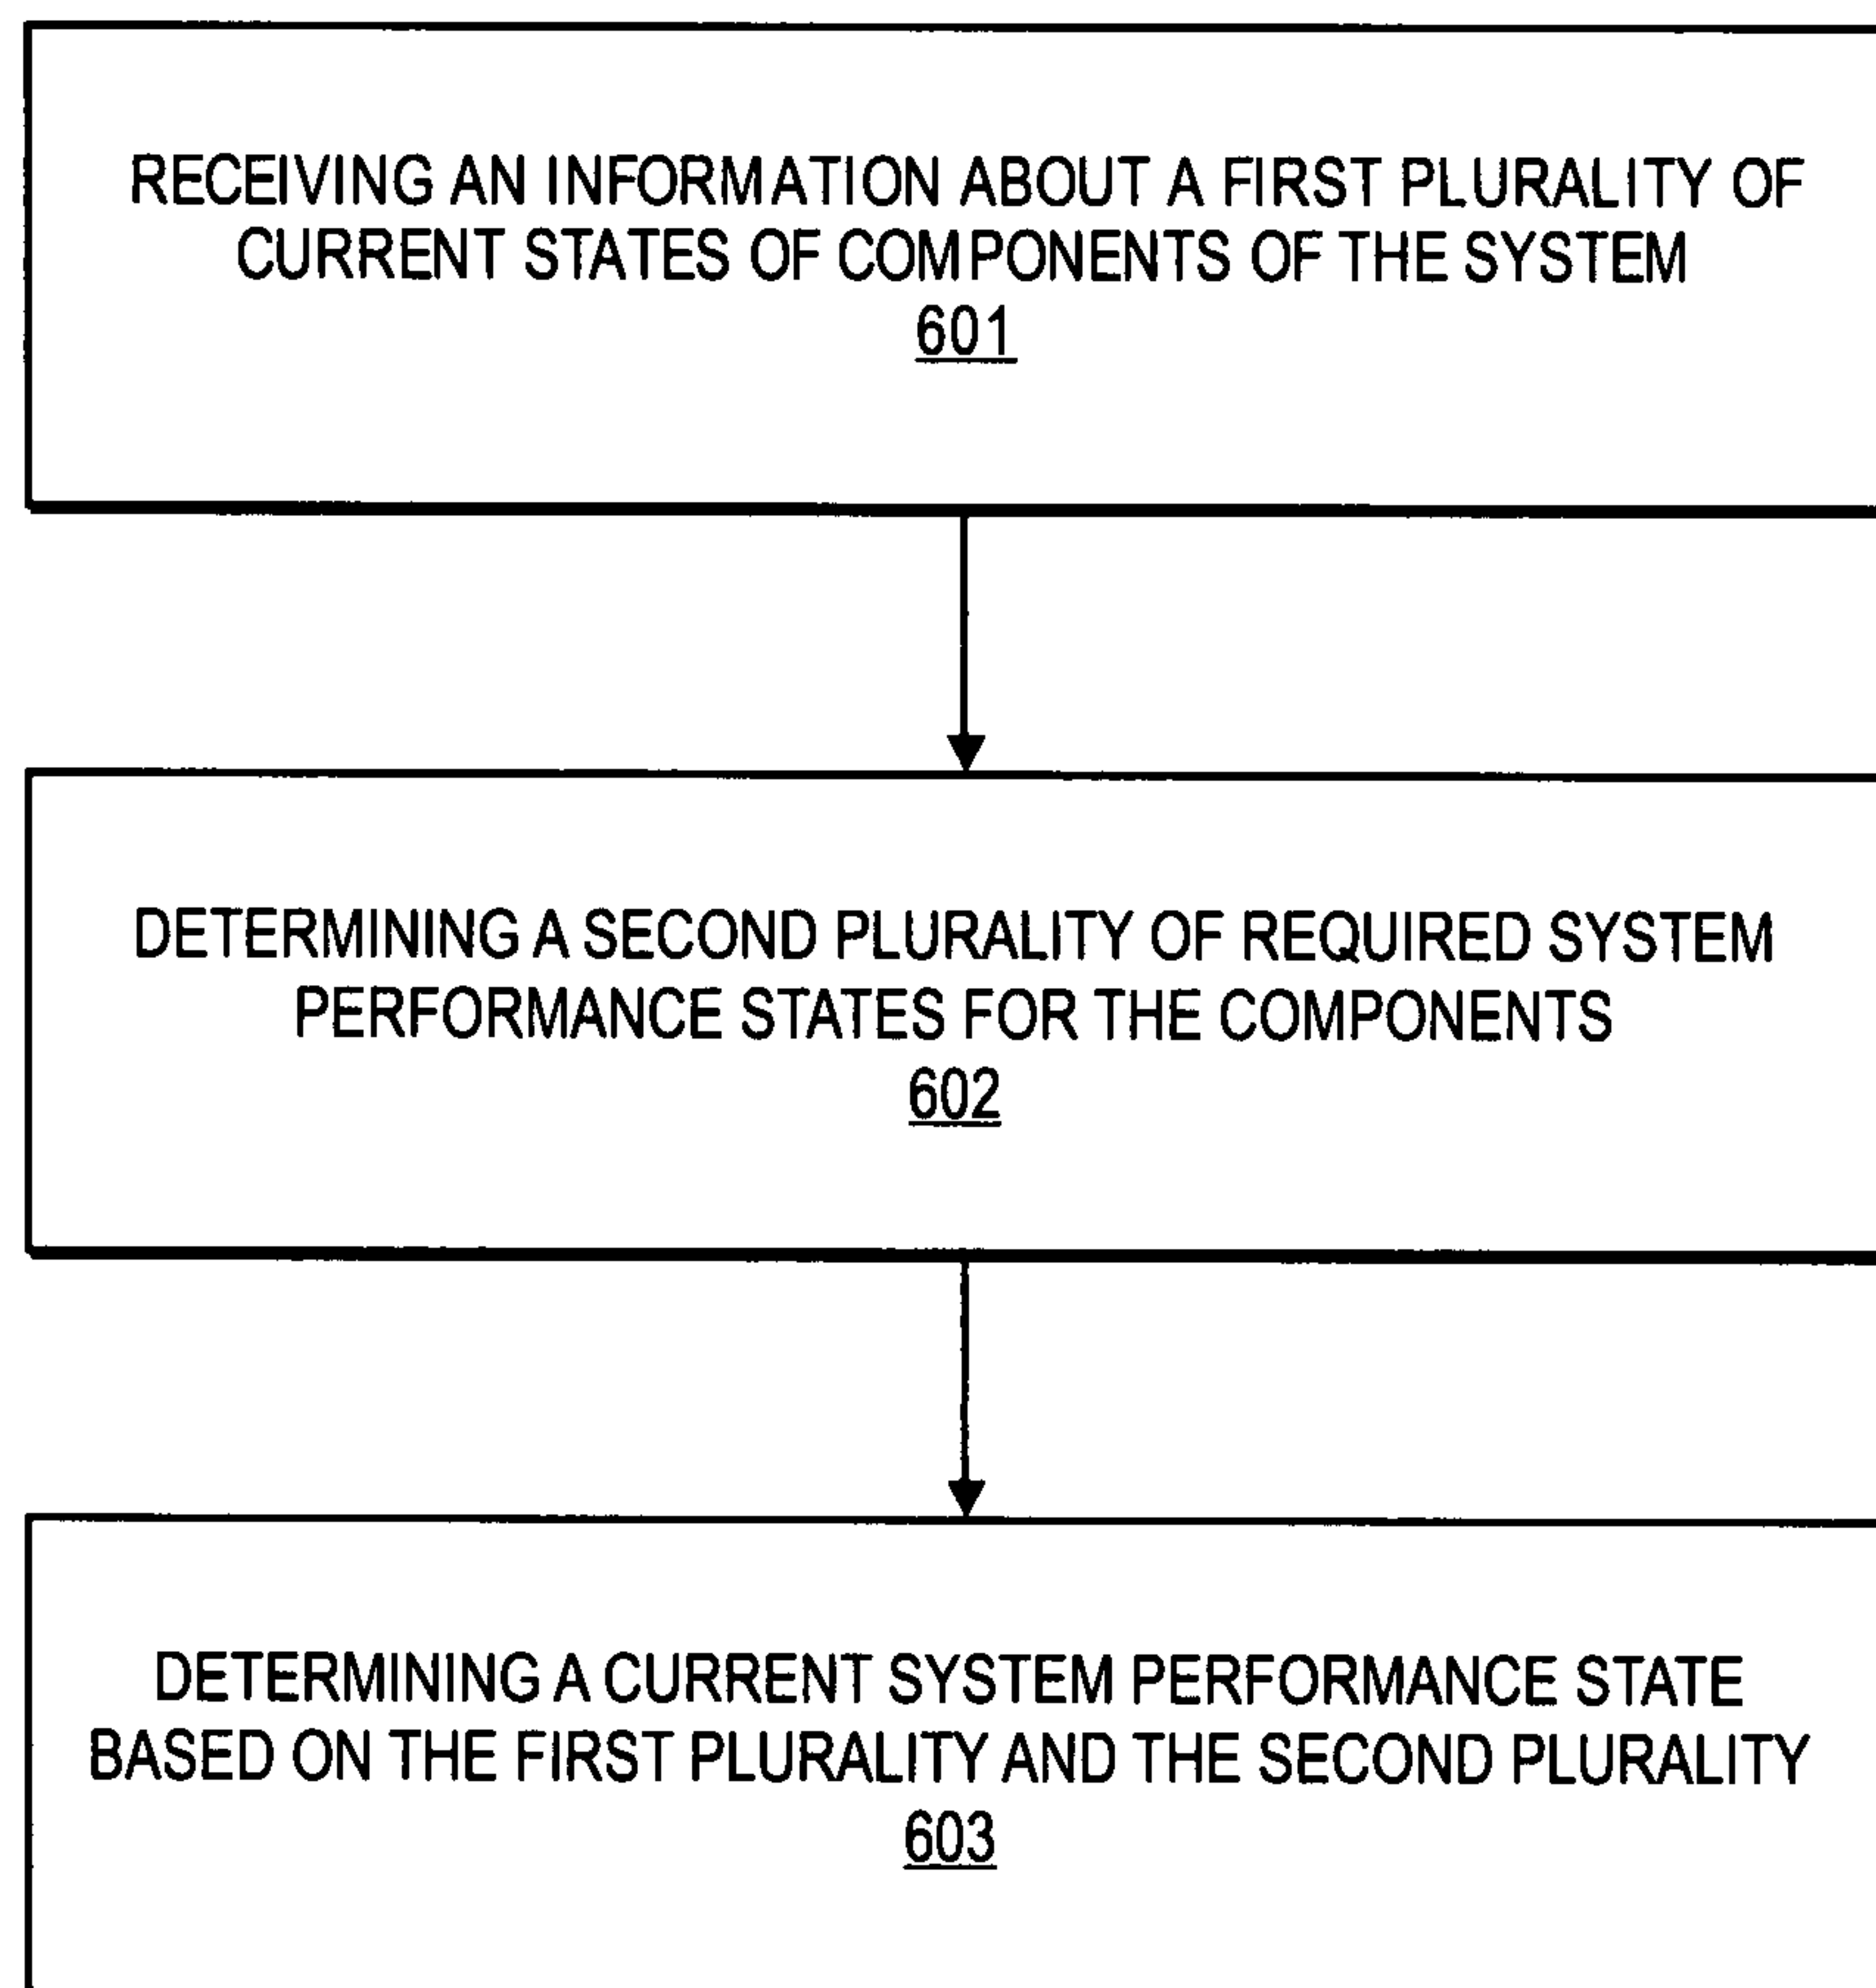 RECEIVING AN INFORMATION ABOUT A FIRST PLURALITY OF
CURRENT STATES OF COMPONENTS OF THE SYSTEM
601
DETERMINING A SECOND PLURALITY OF REQUIRED SYSTEM
PERFORMANCE STATES FOR THE COMPONENTS
602
DETERMINING A CURRENT SYSTEM PERFORMANCE STATE
BASED ON THE FIRST PLURALITY AND THE SECOND PLURALITY
603